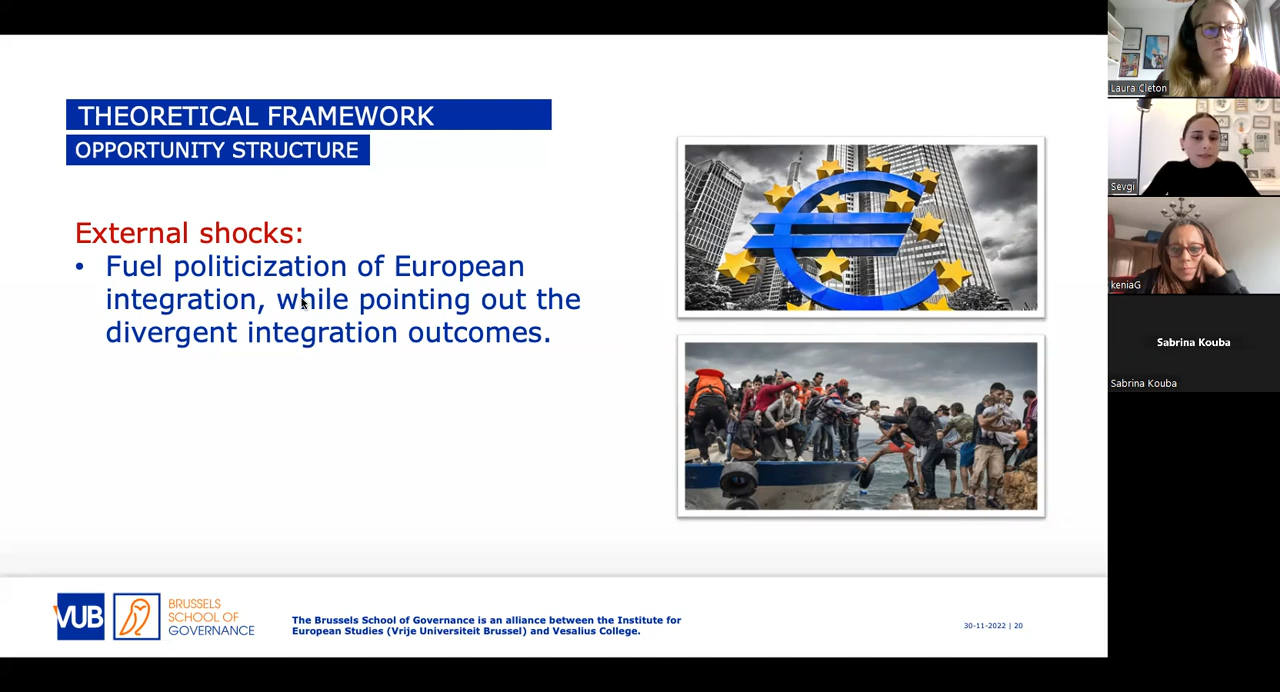 THEORETICAL FRAMEWORK
OPPORTUNITY STRUCTURE
External shocks:
• Fuel politicization of European
integration, while pointing out the
divergent integration outcomes.
VUB
BRUSSELS
SCHOOL OF
GOVERNANCE
The Brussels School of Governance is an alliance between the Institute for
European Studies (Vrije Universiteit Brussel) and Vesalius College.
30-11-2022 | 20
Laura Cleton
Sevgi
keniaG
Sabrina Kouba
Sabrina Kouba